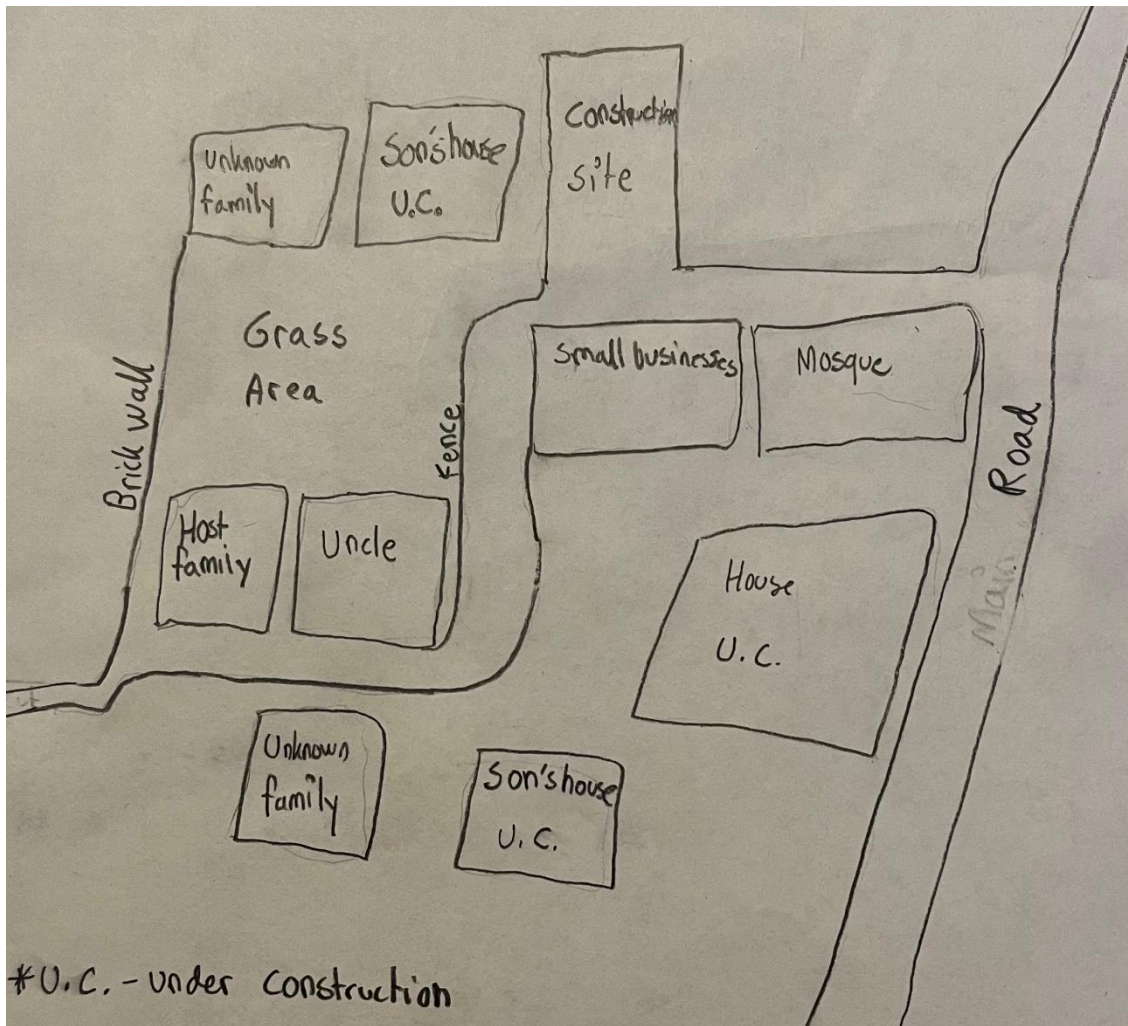 Construction
site
Unknown
family
Son's house
U.C.
Grass
Area
Small businesses
Mosque
Brick wall
Fence
Road
Main
Host
family
Uncle
House
U.C.
Unknown
family
Son's house
U.C.
*U.C. - under construction